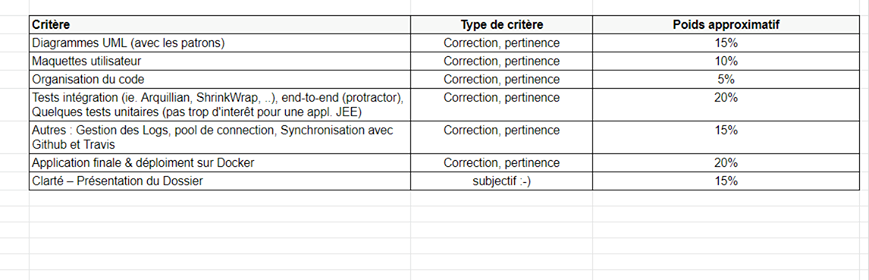 Critère Type de critère Poids approximatif
Diagrammes UML (avec les patrons) Correction, pertinence 15%
Maquettes utilisateur Correction, pertinence 10%
Organisation du code Correction, pertinence 5%
Tests intégration (ie. Arquillian, ShrinkWrap, ..), end-to-end (protractor), Correction, pertinence 20%
Quelques tests unitaires (pas trop d'interêt pour une appl. JEE)
Autres : Gestion des Logs, pool de connection, Synchronisation avec Correction, pertinence 15%
Github et Travis
Application finale & déploiment sur Docker Correction, pertinence 20%
Clarté – Présentation du Dossier subjectif :-) 15%